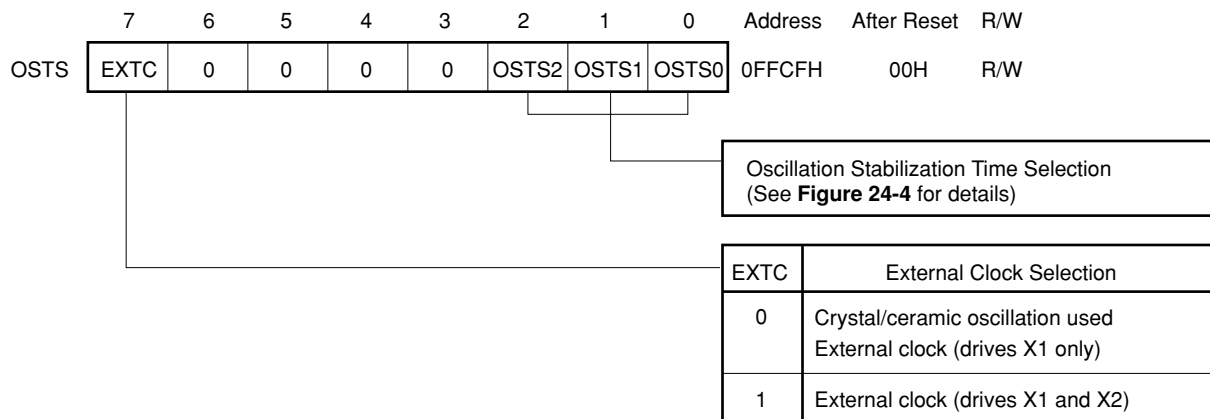 7 6 5 4 3 2 1 0 Address After Reset R/W
OSTS EXTC 0 0 0 0 OSTS2 OSTS1 OSTS0 0FFCFH 00H R/W
Oscillation Stabilization Time Selection
(See Figure 24-4 for details)
EXTC External Clock Selection
0 Crystal/ceramic oscillation used
External clock (drives X1 only)
1 External clock (drives X1 and X2)